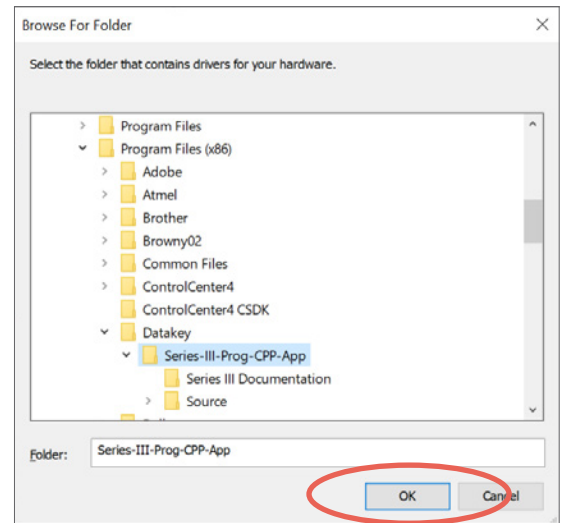 Browse For Folder
Select the folder that contains drivers for your hardware.
Program Files
Program Files (x86)
Adobe
Atmel
Brother
Browny02
Common Files
ControlCenter4
ControlCenter4 CSDK
Datakey
Series-III-Prog-CPP-App
Series III Documentation
Source
Folder: Series-III-Prog-CPP-App
OK Cancel